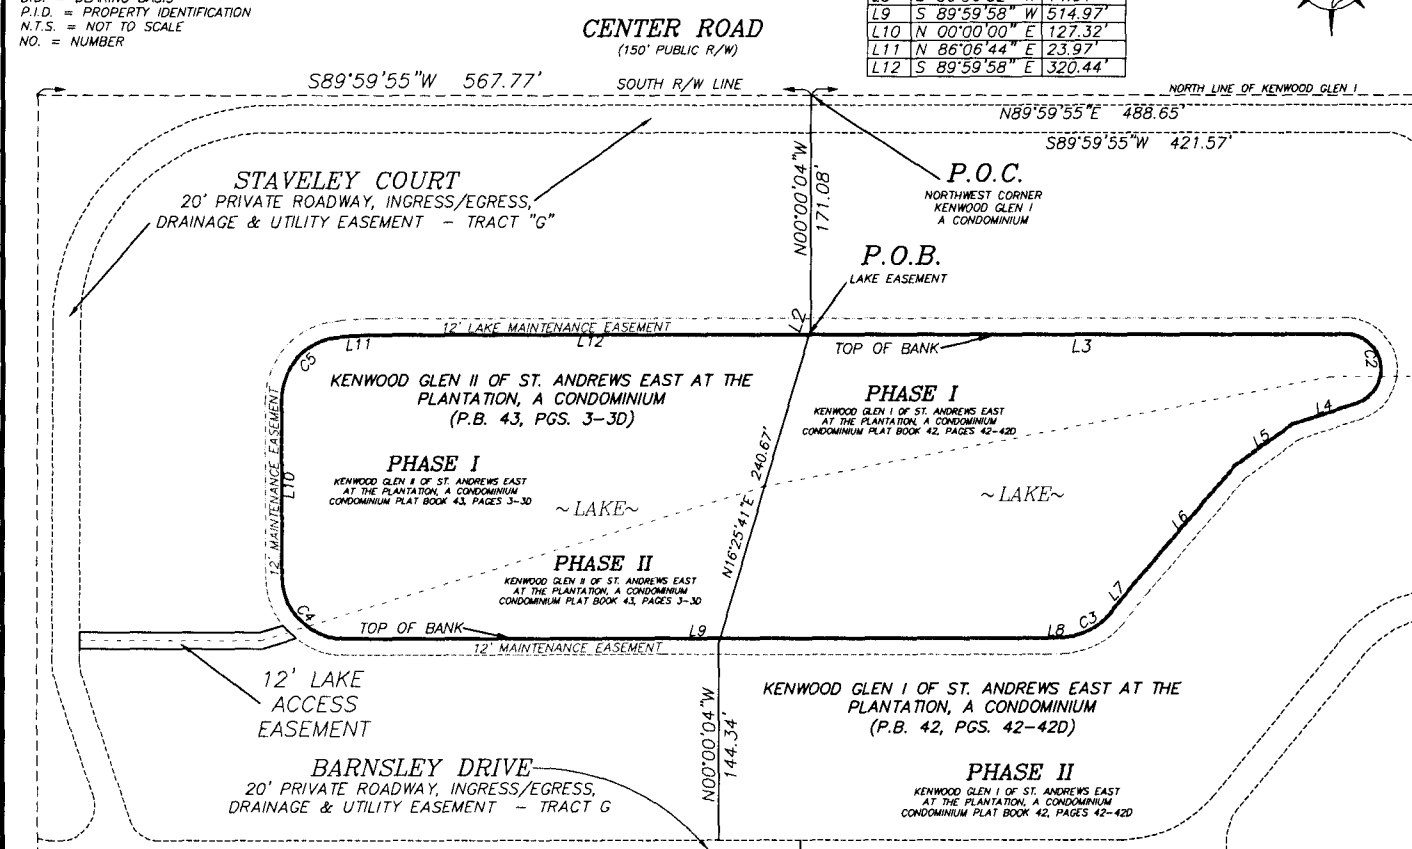 P.I.D. = PROPERTY IDENTIFICATION
N.T.S. = NOT TO SCALE
NO. = NUMBER
CENTER ROAD
(150' PUBLIC R/W)
L9 S 89°59'58" W 514.97'
L10 N 00°00'00" E 127.32'
L11 N 86°06'44" E 23.97'
L12 S 89°59'58" E 320.44'
S89°59'55"W 567.77'
SOUTH R/W LINE
NORTH LINE OF KENWOOD GLEN I
N89°59'55"E 488.65'
S89°59'55"W 421.57'
STAVELEY COURT
20' PRIVATE ROADWAY, INGRESS/EGRESS,
DRAINAGE & UTILITY EASEMENT - TRACT "G"
N00°00'04"W
171.08'
P.O.C.
NORTHWEST CORNER
KENWOOD GLEN I
A CONDOMINIUM
P.O.B.
LAKE EASEMENT
L2
12' LAKE MAINTENANCE EASEMENT
L11
L12
TOP OF BANK
L3
C5
C2
KENWOOD GLEN II OF ST. ANDREWS EAST AT THE
PLANTATION, A CONDOMINIUM
(P.B. 43, PGS. 3-3D)
PHASE I
KENWOOD GLEN I OF ST. ANDREWS EAST
AT THE PLANTATION, A CONDOMINIUM
CONDOMINIUM PLAT BOOK 42, PAGES 42-42D
L4
L5
12' MAINTENANCE EASEMENT
L10
PHASE I
KENWOOD GLEN II OF ST. ANDREWS EAST
AT THE PLANTATION, A CONDOMINIUM
CONDOMINIUM PLAT BOOK 43, PAGES 3-3D
~LAKE~
N16°25'41"E 240.67'
~LAKE~
L6
PHASE II
KENWOOD GLEN II OF ST. ANDREWS EAST
AT THE PLANTATION, A CONDOMINIUM
CONDOMINIUM PLAT BOOK 43, PAGES 3-3D
L7
C4
TOP OF BANK
L9
L8
C3
12' MAINTENANCE EASEMENT
12' LAKE
ACCESS
EASEMENT
KENWOOD GLEN I OF ST. ANDREWS EAST AT THE
PLANTATION, A CONDOMINIUM
(P.B. 42, PGS. 42-42D)
N00°00'04"W
144.34'
BARNSLEY DRIVE
20' PRIVATE ROADWAY, INGRESS/EGRESS,
DRAINAGE & UTILITY EASEMENT - TRACT G
PHASE II
KENWOOD GLEN I OF ST. ANDREWS EAST
AT THE PLANTATION, A CONDOMINIUM
CONDOMINIUM PLAT BOOK 42, PAGES 42-42D